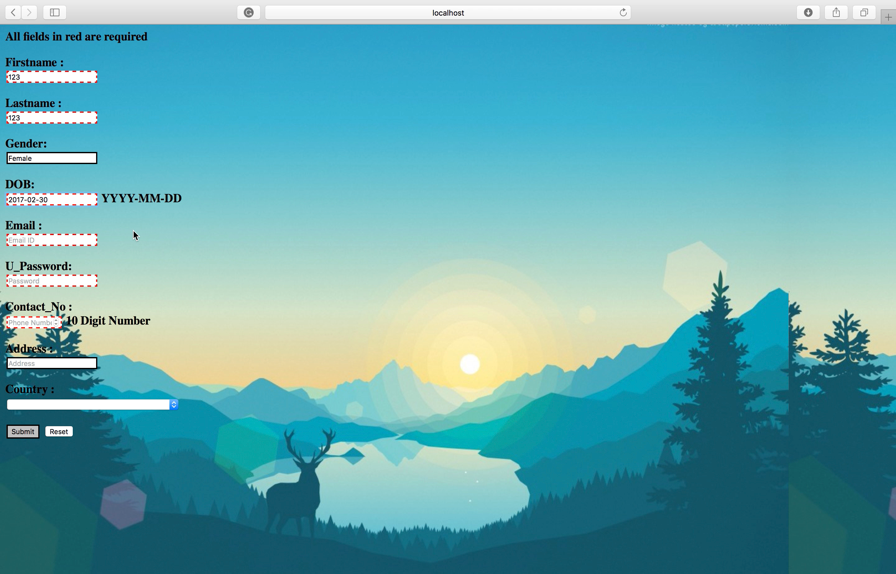 localhost
All fields in red are required
Firstname :
123
Lastname :
123
Gender:
Female
DOB:
2017-02-30 YYYY-MM-DD
Email :
Email ID
U_Password:
Password
Contact_No :
Phone Numb 10 Digit Number
Address :
Address
Country :
Submit Reset